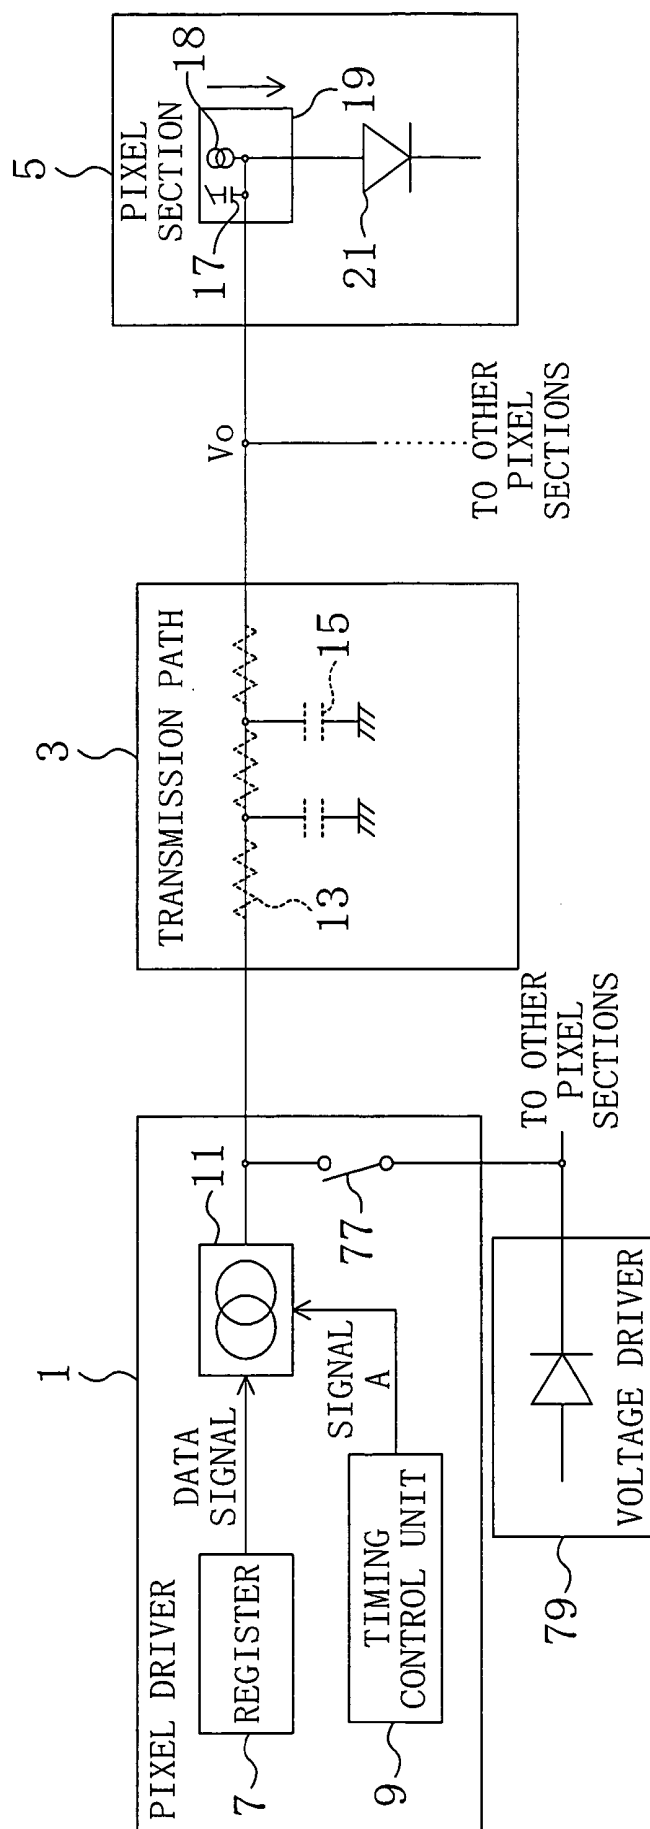 1
PIXEL DRIVER
7
REGISTER
DATA
SIGNAL
11
9
TIMING
CONTROL UNIT
SIGNAL
A
77
79
VOLTAGE DRIVER
TO OTHER
PIXEL
SECTIONS
3
TRANSMISSION PATH
13
15
Vo
TO OTHER
PIXEL
SECTIONS
5
PIXEL
SECTION
17
18
19
21